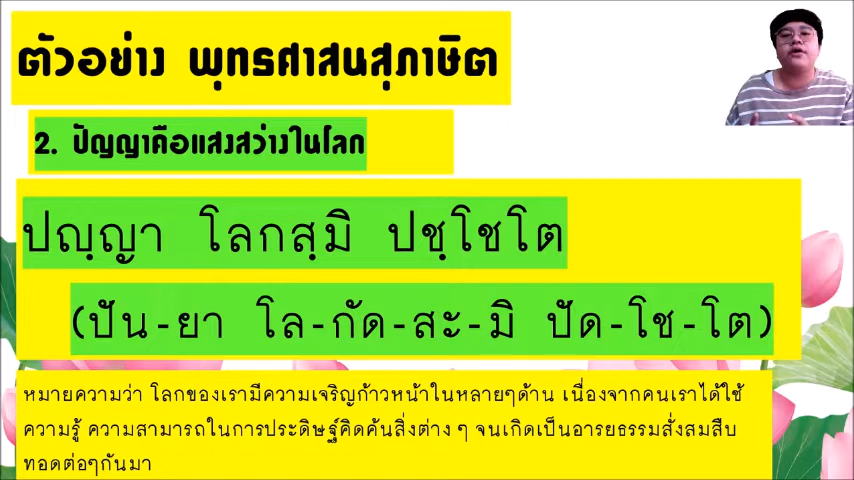 ตัวอย่าง พุทธศาสนสุภาษิต
2. ปัญญาคือแสงสว่างในโลก
ปญฺญา โลกสฺมิ ปชฺโชโต
(ปัน-ยา โล-กัด-สะ-มิ ปัด-โช-โต)
หมายความว่า โลกของเรามีความเจริญก้าวหน้าในหลายๆด้าน เนื่องจากคนเราได้ใช้
ความรู้ ความสามารถในการประดิษฐ์คิดค้นสิ่งต่าง ๆ จนเกิดเป็นอารยธรรมสั่งสมสืบ
ทอดต่อๆกันมา